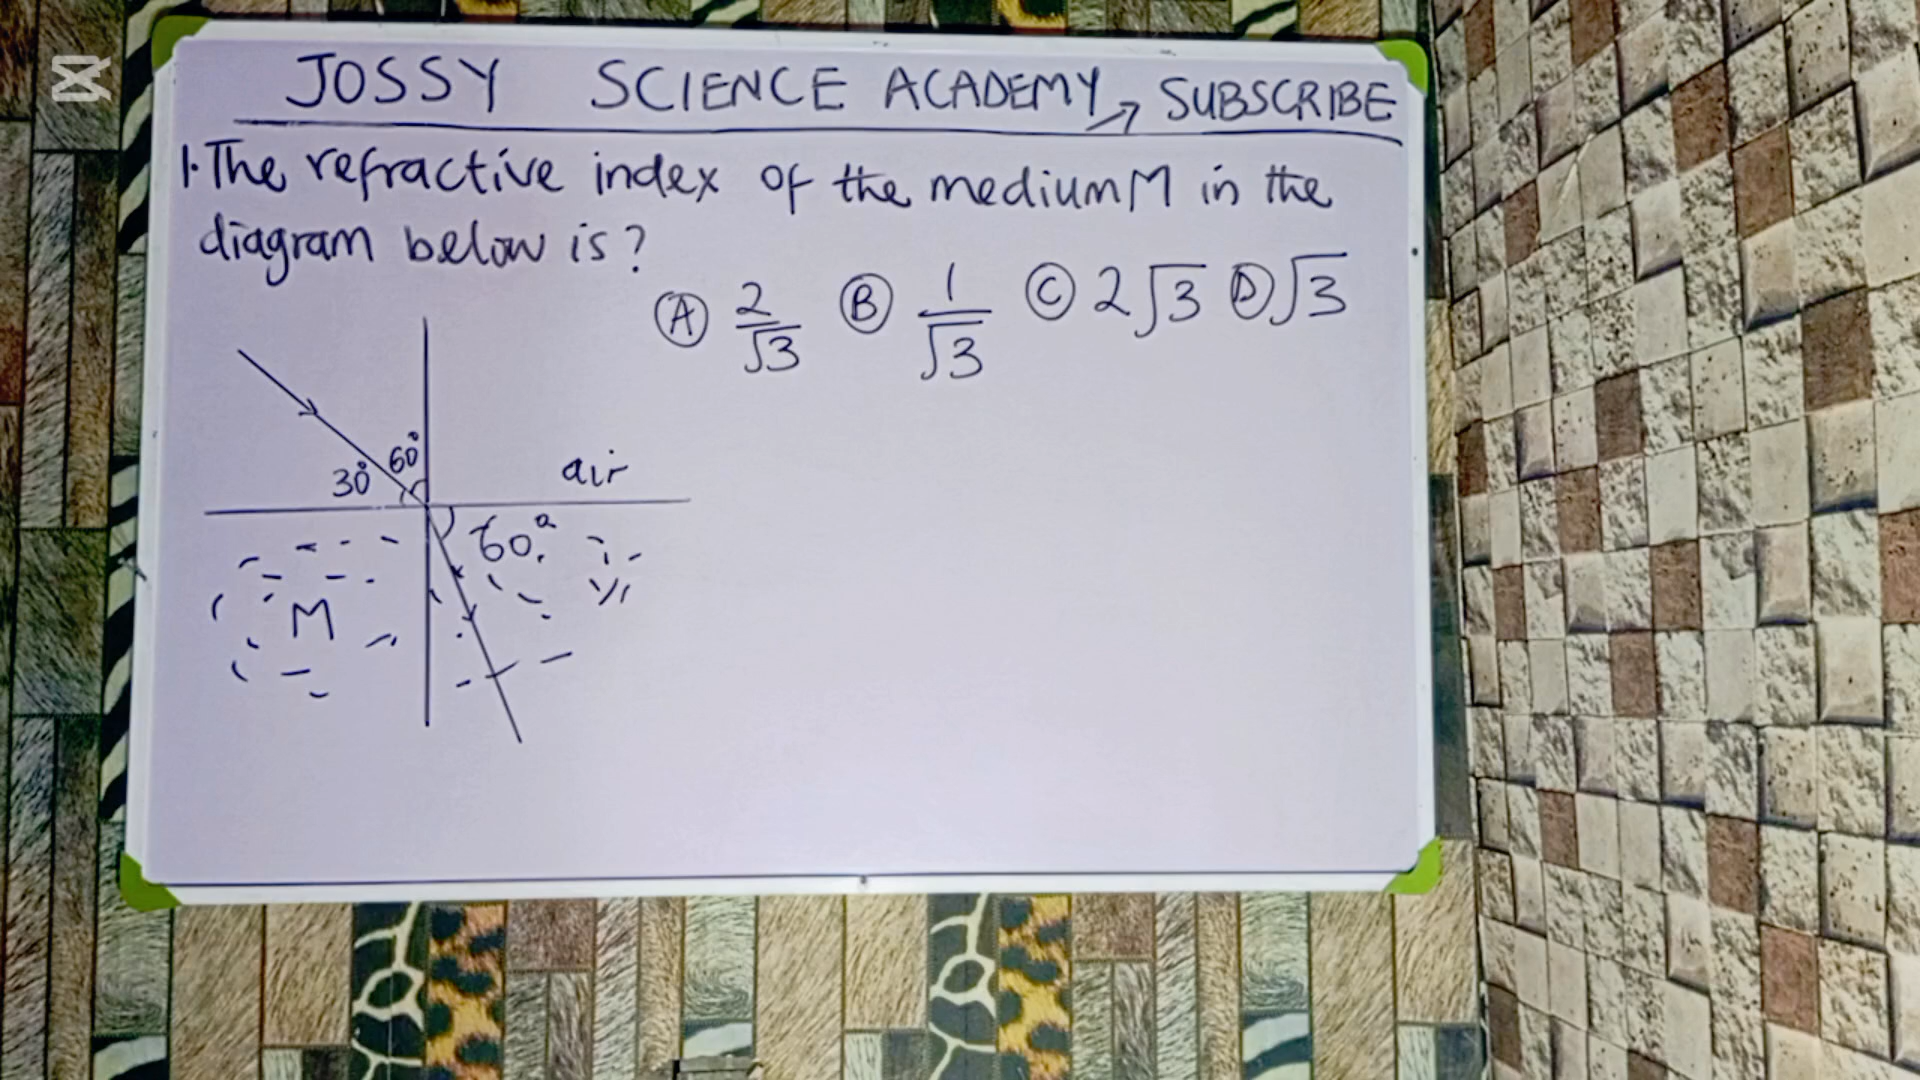 JOSSY SCIENCE ACADEMY → SUBSCRIBE
1. The refractive index of the medium M in the
diagram below is?
Ⓐ 2/√3 Ⓑ 1/√3 Ⓒ 2√3 Ⓓ √3
60°
30°
air
60°
M